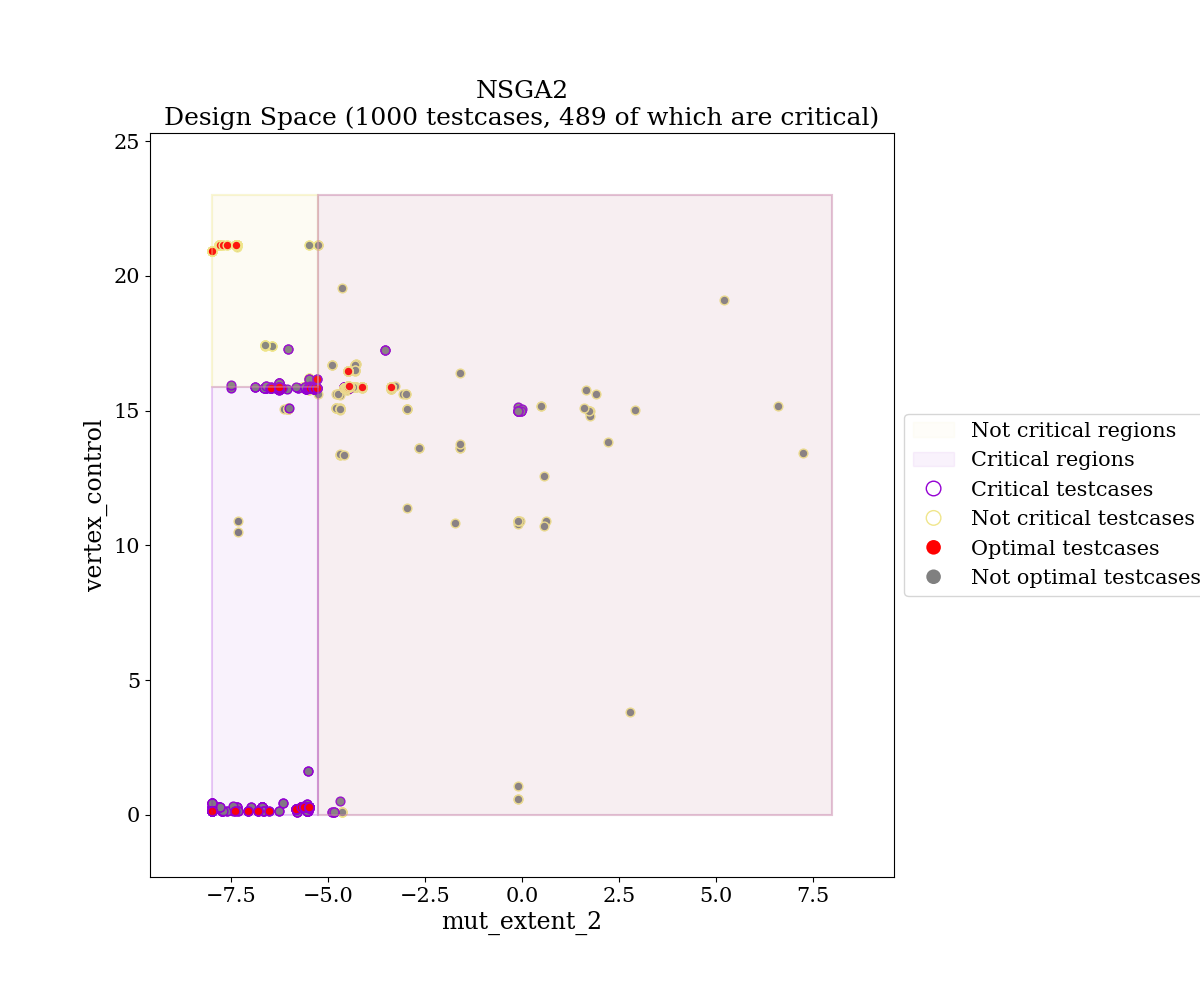 NSGA2
Design Space (1000 testcases, 489 of which are critical)
25
20
15
10
5
0
vertex_control
−7.5
−5.0
−2.5
0.0
2.5
5.0
7.5
mut_extent_2
Not critical regions
Critical regions
Critical testcases
Not critical testcases
Optimal testcases
Not optimal testcases